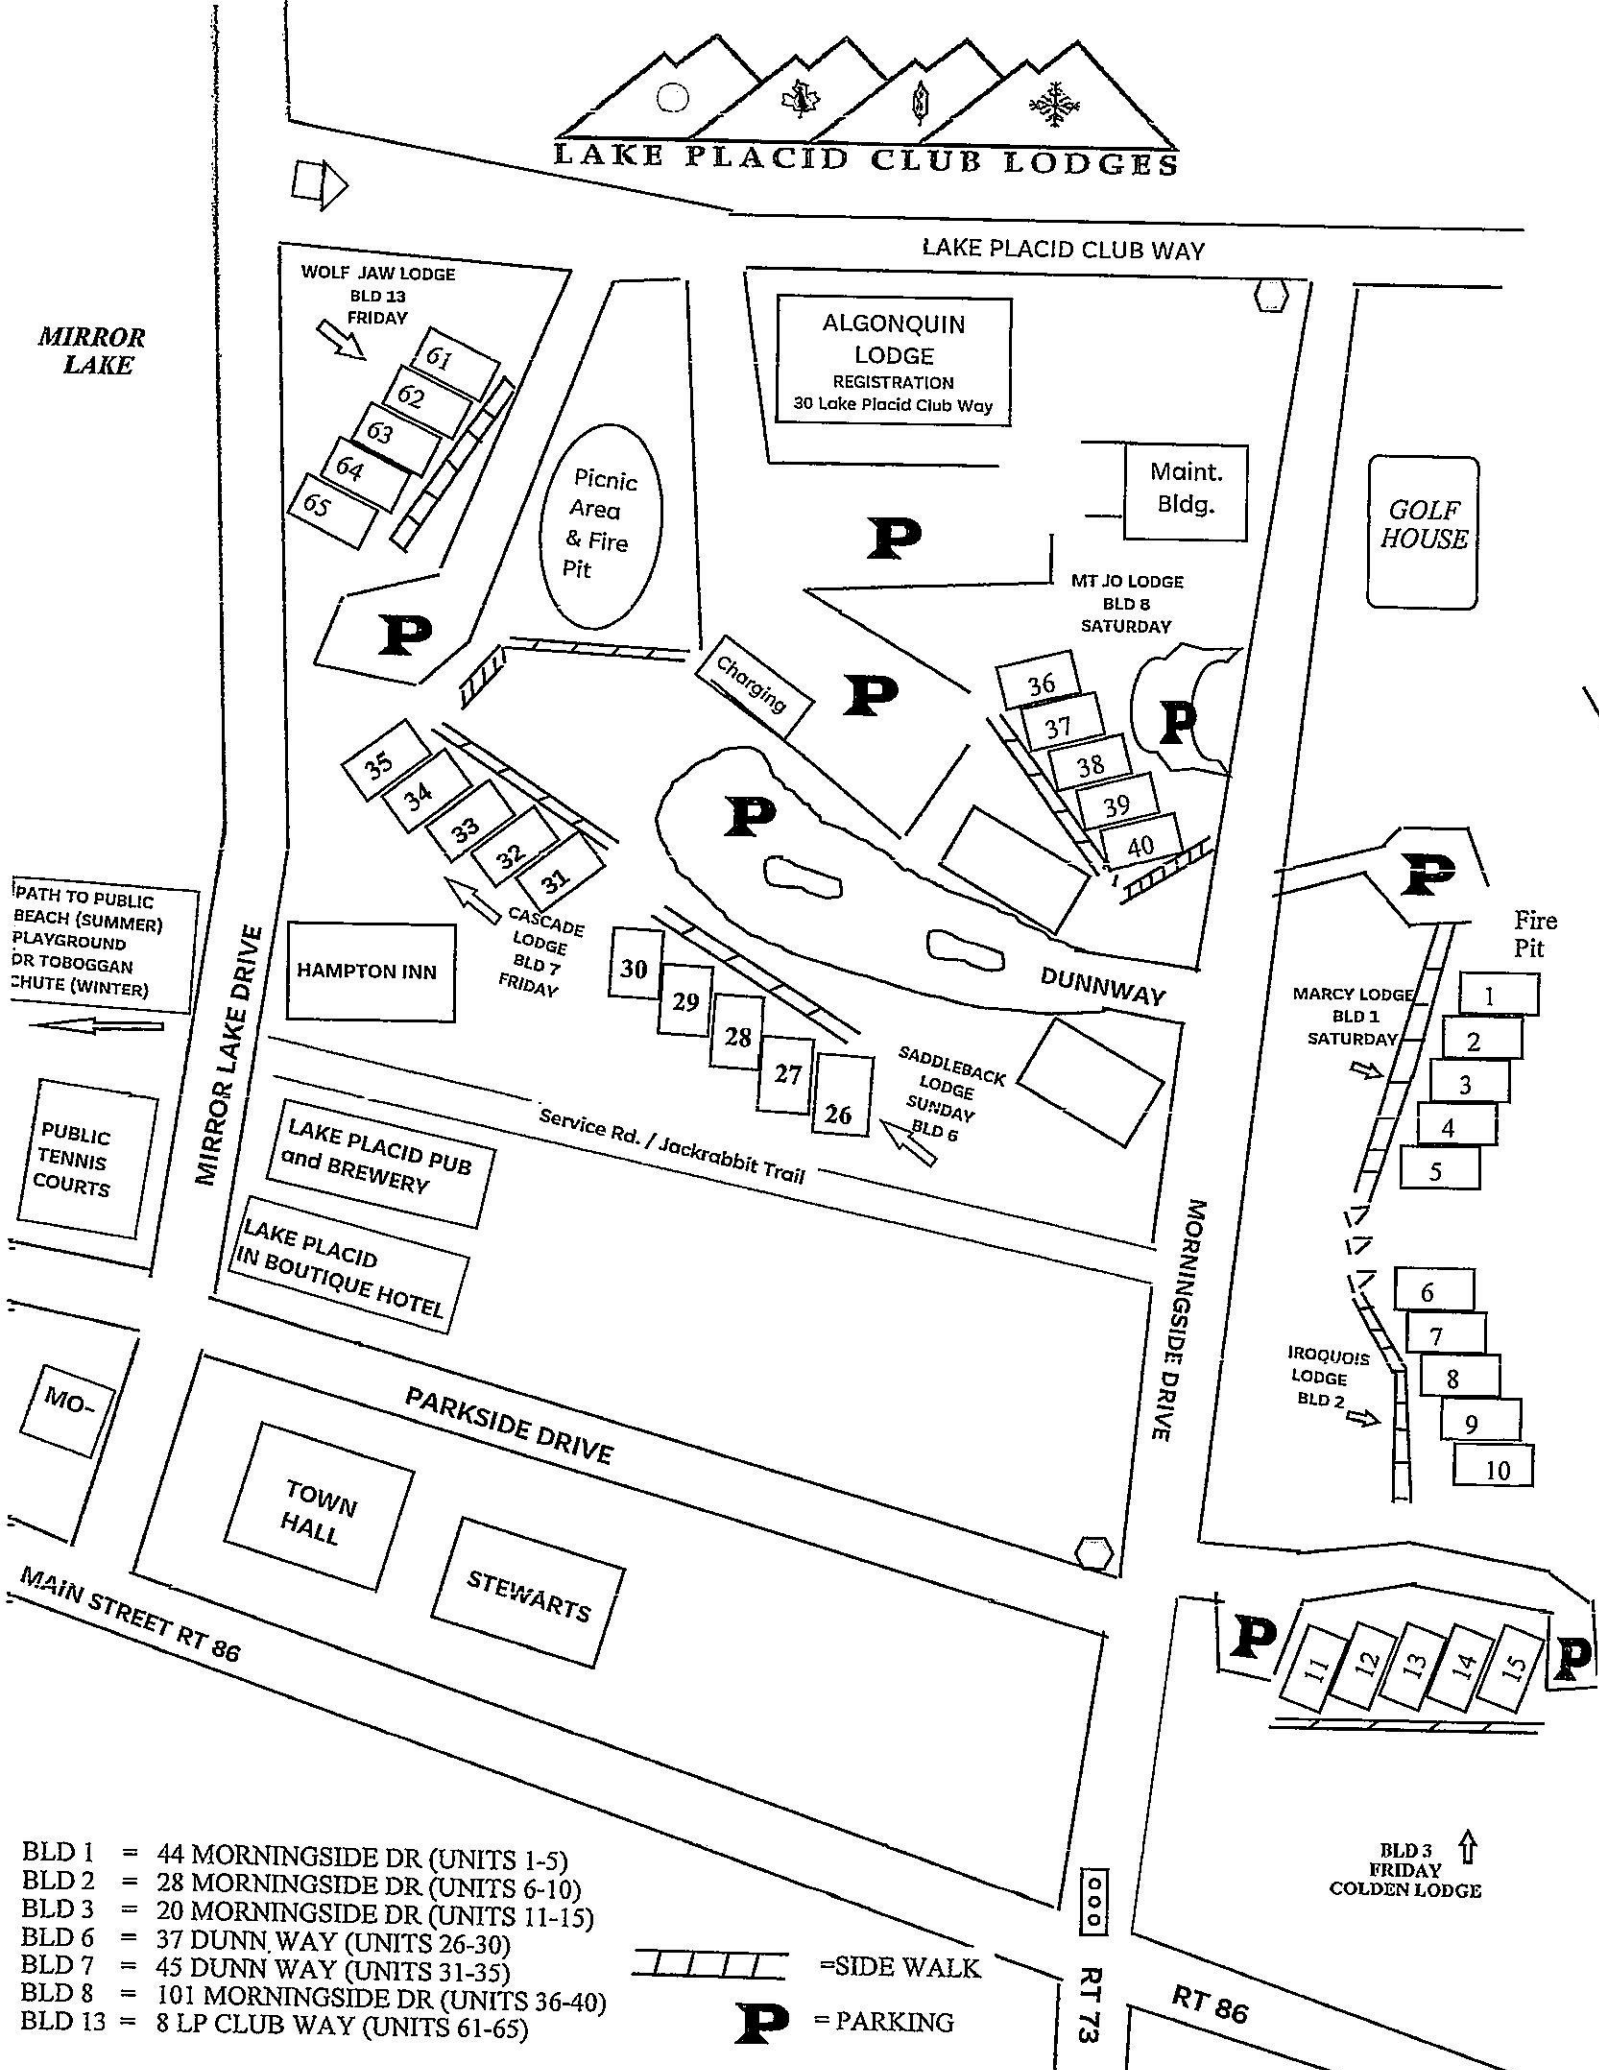 LAKE PLACID CLUB LODGES
LAKE PLACID CLUB WAY
WOLF JAW LODGE
BLD 13
FRIDAY
MIRROR
LAKE
61
62
63
64
65
ALGONQUIN
LODGE
REGISTRATION
30 Lake Placid Club Way
Picnic
Area
& Fire
Pit
Maint.
Bldg.
GOLF
HOUSE
P
MT JO LODGE
BLD 8
SATURDAY
P
Charging
P
36
37
38
39
40
P
35
34
33
32
31
P
P
Fire
Pit
PATH TO PUBLIC
BEACH (SUMMER)
PLAYGROUND
OR TOBOGGAN
CHUTE (WINTER)
MIRROR LAKE DRIVE
HAMPTON INN
CASCADE
LODGE
BLD 7
FRIDAY
30
29
28
27
26
DUNNWAY
MARCY LODGE
BLD 1
SATURDAY
1
2
3
4
5
SADDLEBACK
LODGE
SUNDAY
BLD 6
PUBLIC
TENNIS
COURTS
LAKE PLACID PUB
and BREWERY
Service Rd. / Jackrabbit Trail
LAKE PLACID
IN BOUTIQUE HOTEL
MORNINGSIDE DRIVE
6
7
8
9
10
IROQUOIS
LODGE
BLD 2
MO-
PARKSIDE DRIVE
TOWN
HALL
STEWARTS
MAIN STREET RT 86
P
11
12
13
14
15
P
BLD 3
FRIDAY
COLDEN LODGE
BLD 1 = 44 MORNINGSIDE DR (UNITS 1-5)
BLD 2 = 28 MORNINGSIDE DR (UNITS 6-10)
BLD 3 = 20 MORNINGSIDE DR (UNITS 11-15)
BLD 6 = 37 DUNN WAY (UNITS 26-30)
BLD 7 = 45 DUNN WAY (UNITS 31-35)
BLD 8 = 101 MORNINGSIDE DR (UNITS 36-40)
BLD 13 = 8 LP CLUB WAY (UNITS 61-65)
=SIDE WALK
P = PARKING
RT 73
RT 86